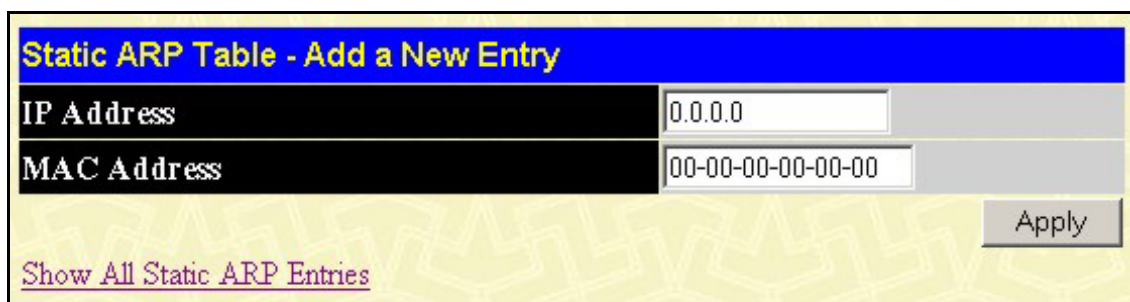 Static ARP Table - Add a New Entry
IP Address 0.0.0.0
MAC Address 00-00-00-00-00-00
Apply
Show All Static ARP Entries